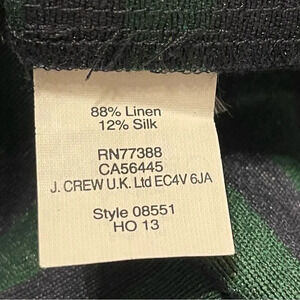 88% Linen
12% Silk
RN77388
CA56445
J. CREW U.K. Ltd EC4V 6JA
Style 08551
HO 13